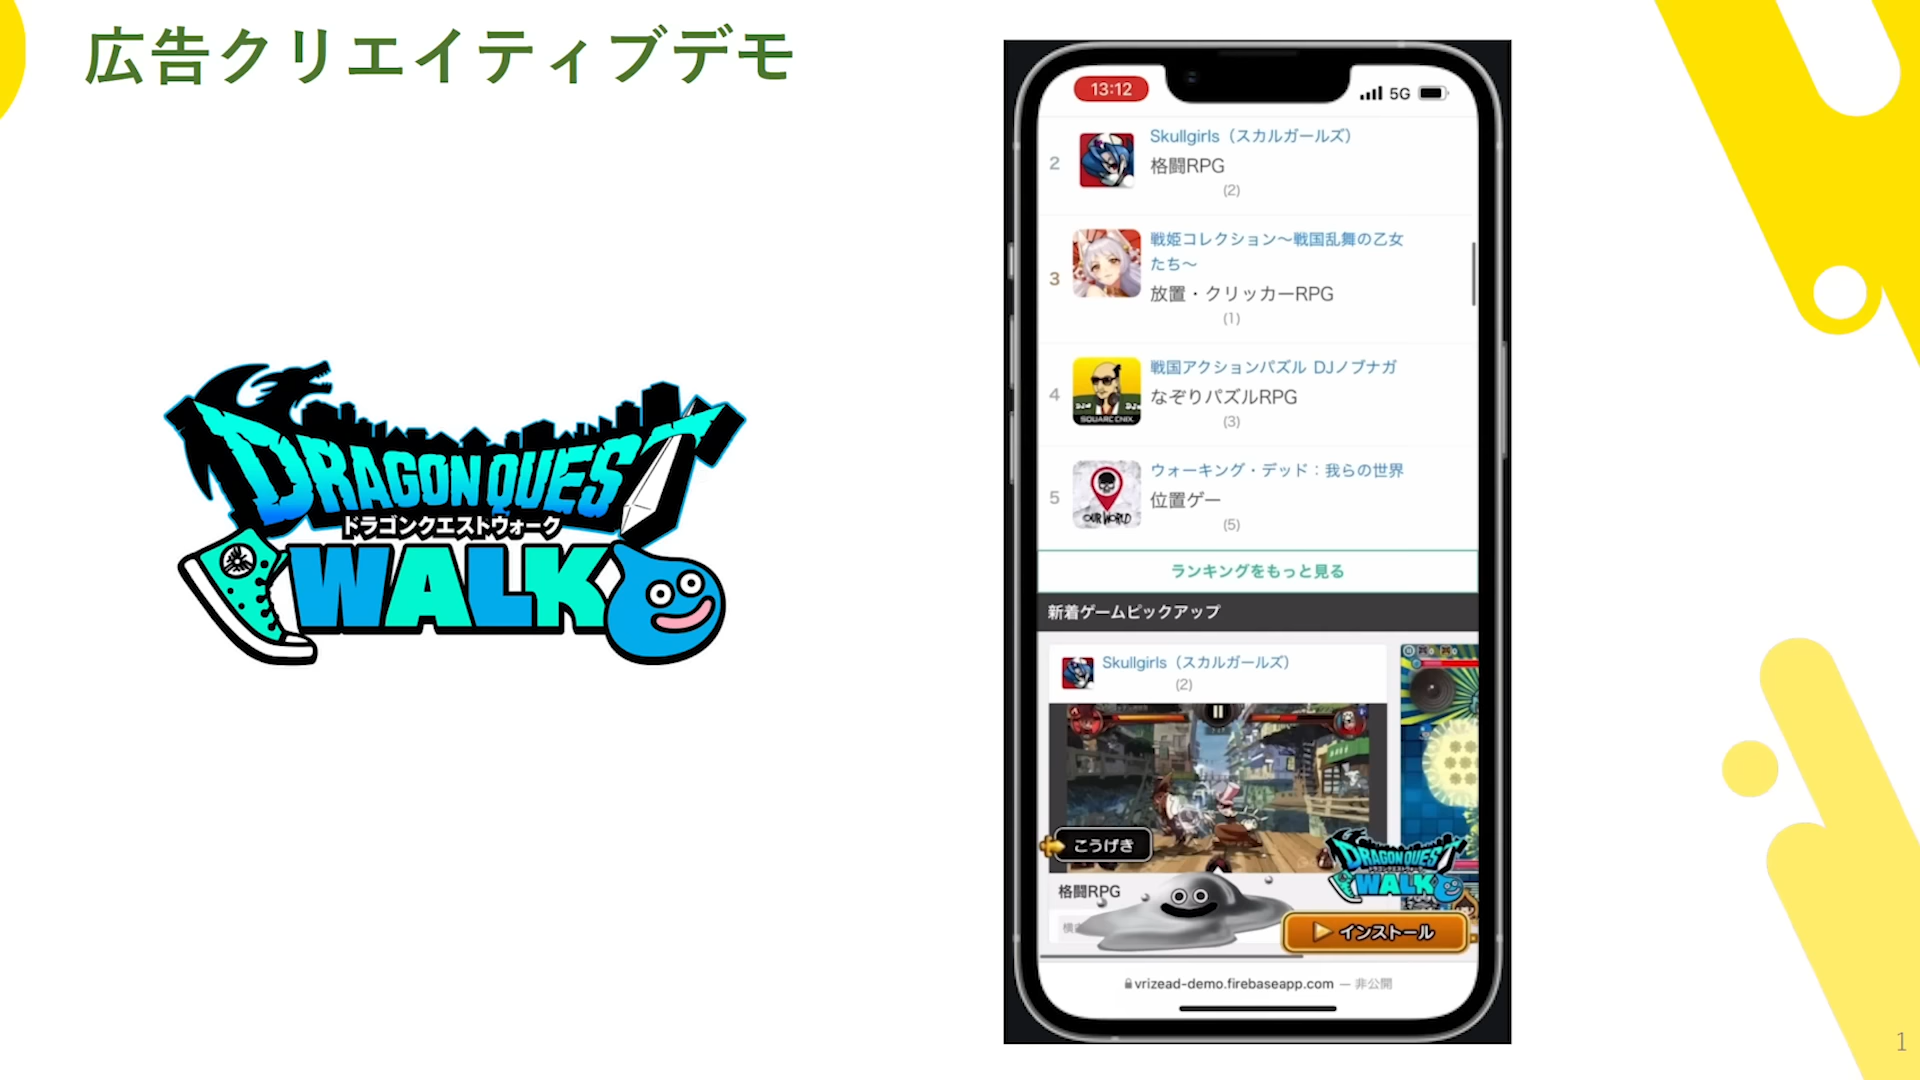 広告クリエイティブデモ
DRAGON QUEST
ドラゴンクエストウォーク
WALK
13:12
5G
2
Skullgirls（スカルガールズ）
格闘RPG
(2)
3
戦姫コレクション〜戦国乱舞の乙女
たち〜
放置・クリッカーRPG
(1)
4
戦国アクションパズル DJノブナガ
なぞりパズルRPG
(3)
SQUARE ENIX
5
ウォーキング・デッド：我らの世界
位置ゲー
(5)
OUR WORLD
ランキングをもっと見る
新着ゲームピックアップ
Skullgirls（スカルガールズ）
(2)
こうげき
格闘RPG
DRAGON QUEST
WALK
インストール
vrizead-demo.firebaseapp.com — 非公開
1